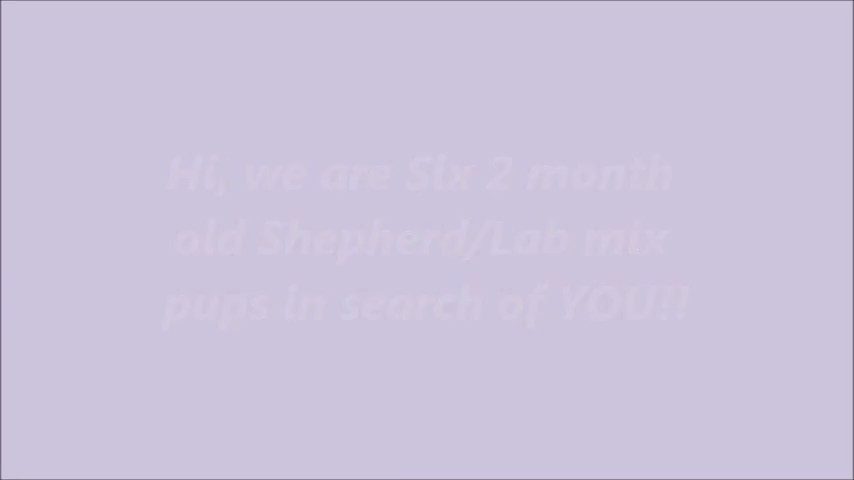 Hi, we are Six 2 month
old Shepherd/Lab mix
pups in search of YOU!!